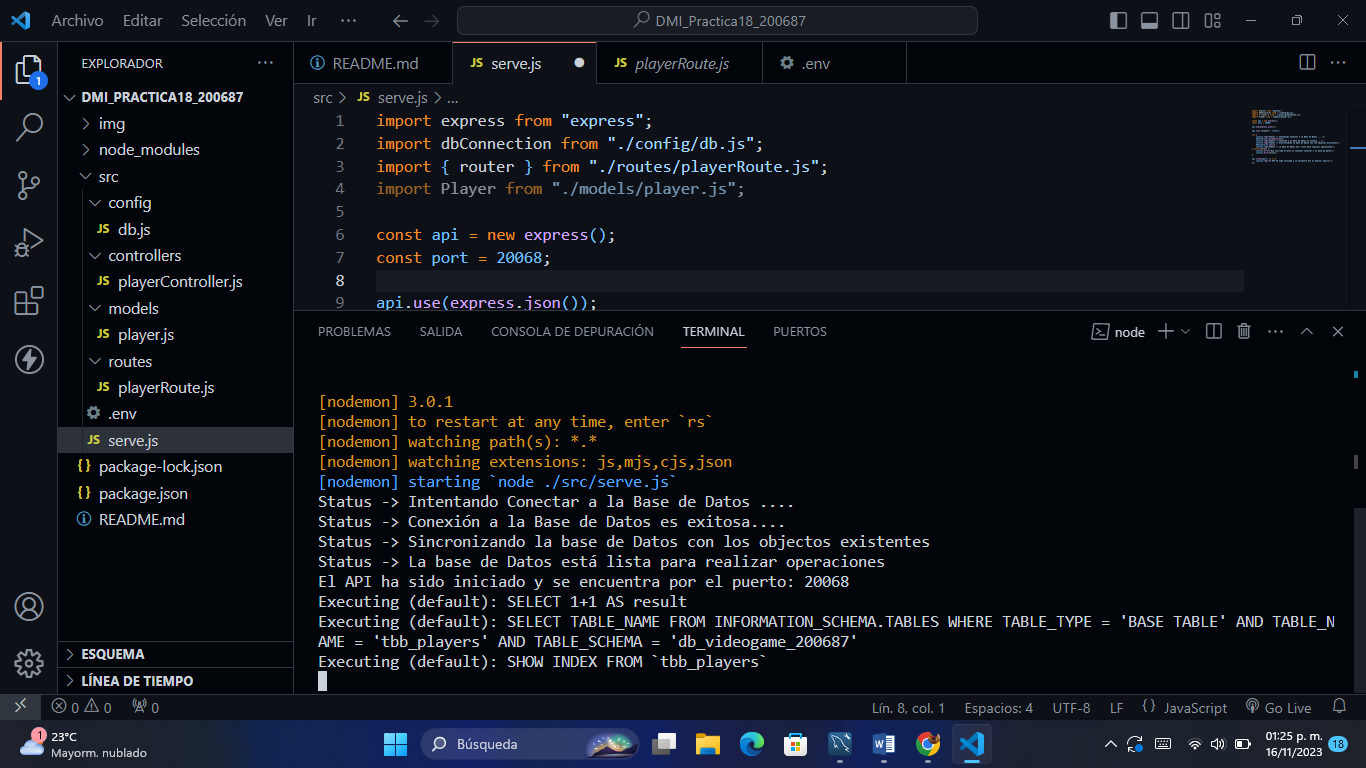 Archivo Editar Selección Ver Ir ··· DMI_Practica18_200687
EXPLORADOR ···
DMI_PRACTICA18_200687
img
node_modules
src
config
JS db.js
controllers
JS playerController.js
models
JS player.js
routes
JS playerRoute.js
.env
JS serve.js
{} package-lock.json
{} package.json
README.md
ESQUEMA
LÍNEA DE TIEMPO
1
README.md JS serve.js JS playerRoute.js .env
src > JS serve.js > ...
1 import express from "express";
2 import dbConnection from "./config/db.js";
3 import { router } from "./routes/playerRoute.js";
4 import Player from "./models/player.js";
5
6 const api = new express();
7 const port = 20068;
8
9 api.use(express.json());
PROBLEMAS SALIDA CONSOLA DE DEPURACIÓN TERMINAL PUERTOS node
[nodemon] 3.0.1
[nodemon] to restart at any time, enter `rs`
[nodemon] watching path(s): *.*
[nodemon] watching extensions: js,mjs,cjs,json
[nodemon] starting `node ./src/serve.js`
Status -> Intentando Conectar a la Base de Datos ....
Status -> Conexión a la Base de Datos es exitosa....
Status -> Sincronizando la base de Datos con los objectos existentes
Status -> La base de Datos está lista para realizar operaciones
El API ha sido iniciado y se encuentra por el puerto: 20068
Executing (default): SELECT 1+1 AS result
Executing (default): SELECT TABLE_NAME FROM INFORMATION_SCHEMA.TABLES WHERE TABLE_TYPE = 'BASE TABLE' AND TABLE_N
AME = 'tbb_players' AND TABLE_SCHEMA = 'db_videogame_200687'
Executing (default): SHOW INDEX FROM `tbb_players`
0 0 0 Lín. 8, col. 1 Espacios: 4 UTF-8 LF {} JavaScript Go Live
1 23°C
Mayorm. nublado
Búsqueda
01:25 p. m.
16/11/2023
18